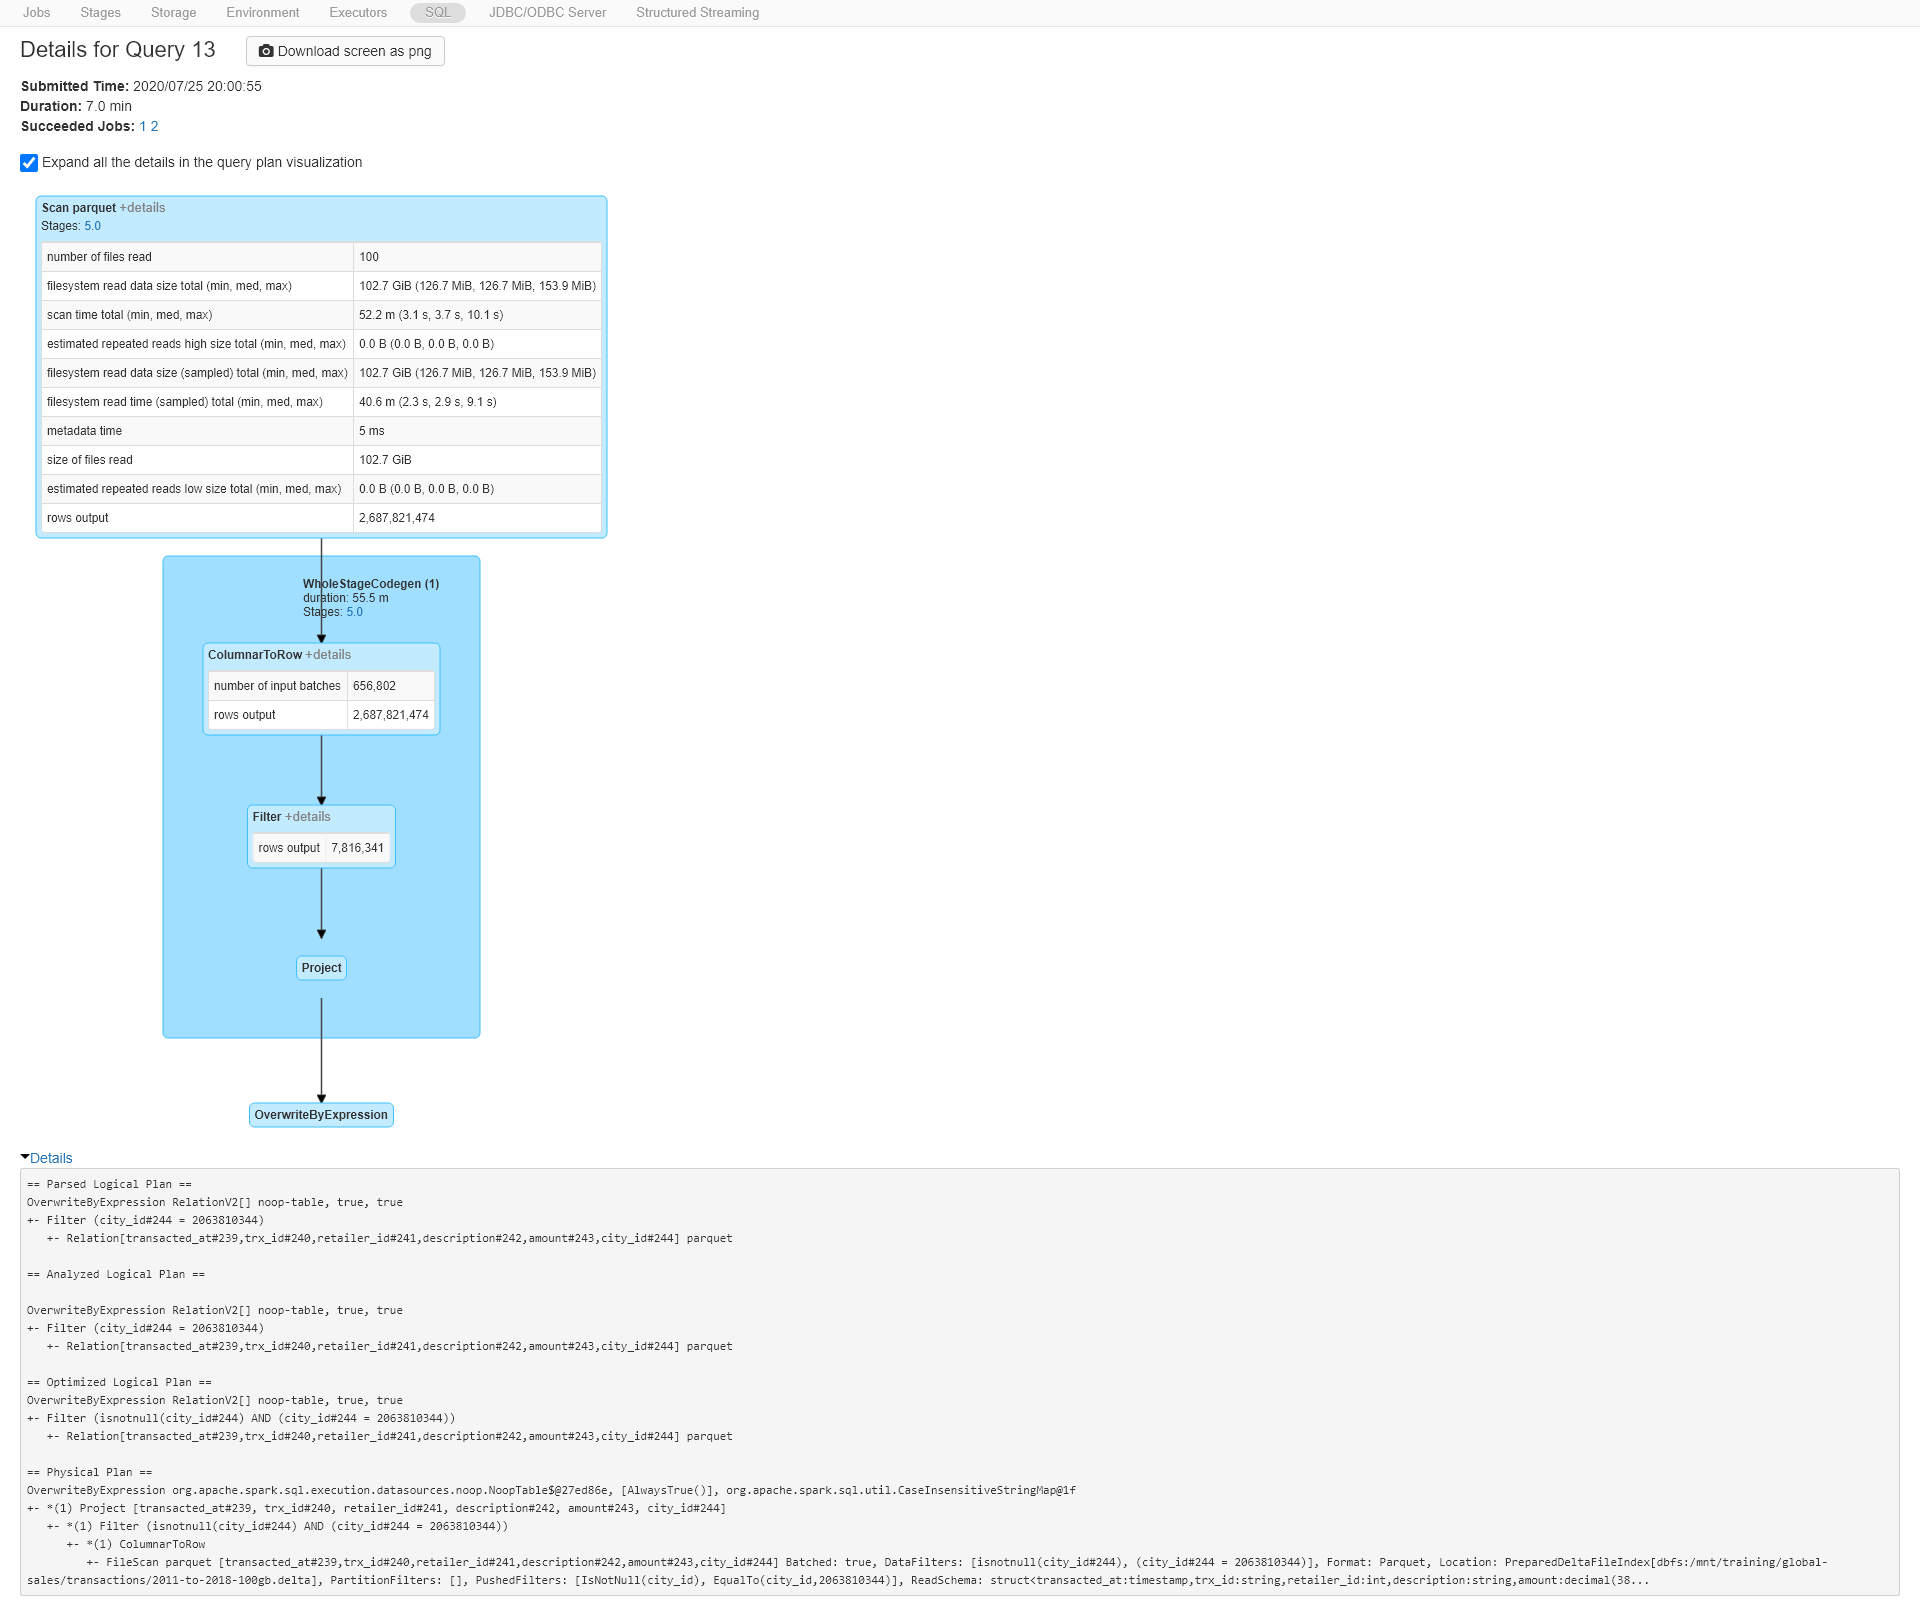 Jobs Stages Storage Environment Executors SQL JDBC/ODBC Server Structured Streaming
Details for Query 13 Download screen as png
Submitted Time: 2020/07/25 20:00:55
Duration: 7.0 min
Succeeded Jobs: 1 2
Expand all the details in the query plan visualization
Scan parquet +details
Stages: 5.0
number of files read 100
filesystem read data size total (min, med, max) 102.7 GiB (126.7 MiB, 126.7 MiB, 153.9 MiB)
scan time total (min, med, max) 52.2 m (3.1 s, 3.7 s, 10.1 s)
estimated repeated reads high size total (min, med, max) 0.0 B (0.0 B, 0.0 B, 0.0 B)
filesystem read data size (sampled) total (min, med, max) 102.7 GiB (126.7 MiB, 126.7 MiB, 153.9 MiB)
filesystem read time (sampled) total (min, med, max) 40.6 m (2.3 s, 2.9 s, 9.1 s)
metadata time 5 ms
size of files read 102.7 GiB
estimated repeated reads low size total (min, med, max) 0.0 B (0.0 B, 0.0 B, 0.0 B)
rows output 2,687,821,474
WholeStageCodegen (1)
duration: 55.5 m
Stages: 5.0
ColumnarToRow +details
number of input batches 656,802
rows output 2,687,821,474
Filter +details
rows output 7,816,341
Project
OverwriteByExpression
Details
== Parsed Logical Plan ==
OverwriteByExpression RelationV2[] noop-table, true, true
+- Filter (city_id#244 = 2063810344)
   +- Relation[transacted_at#239,trx_id#240,retailer_id#241,description#242,amount#243,city_id#244] parquet
== Analyzed Logical Plan ==
OverwriteByExpression RelationV2[] noop-table, true, true
+- Filter (city_id#244 = 2063810344)
   +- Relation[transacted_at#239,trx_id#240,retailer_id#241,description#242,amount#243,city_id#244] parquet
== Optimized Logical Plan ==
OverwriteByExpression RelationV2[] noop-table, true, true
+- Filter (isnotnull(city_id#244) AND (city_id#244 = 2063810344))
   +- Relation[transacted_at#239,trx_id#240,retailer_id#241,description#242,amount#243,city_id#244] parquet
== Physical Plan ==
OverwriteByExpression org.apache.spark.sql.execution.datasources.noop.NoopTable$@27ed86e, [AlwaysTrue()], org.apache.spark.sql.util.CaseInsensitiveStringMap@1f
+- *(1) Project [transacted_at#239, trx_id#240, retailer_id#241, description#242, amount#243, city_id#244]
   +- *(1) Filter (isnotnull(city_id#244) AND (city_id#244 = 2063810344))
      +- *(1) ColumnarToRow
         +- FileScan parquet [transacted_at#239,trx_id#240,retailer_id#241,description#242,amount#243,city_id#244] Batched: true, DataFilters: [isnotnull(city_id#244), (city_id#244 = 2063810344)], Format: Parquet, Location: PreparedDeltaFileIndex[dbfs:/mnt/training/global-
sales/transactions/2011-to-2018-100gb.delta], PartitionFilters: [], PushedFilters: [IsNotNull(city_id), EqualTo(city_id,2063810344)], ReadSchema: struct<transacted_at:timestamp,trx_id:string,retailer_id:int,description:string,amount:decimal(38...